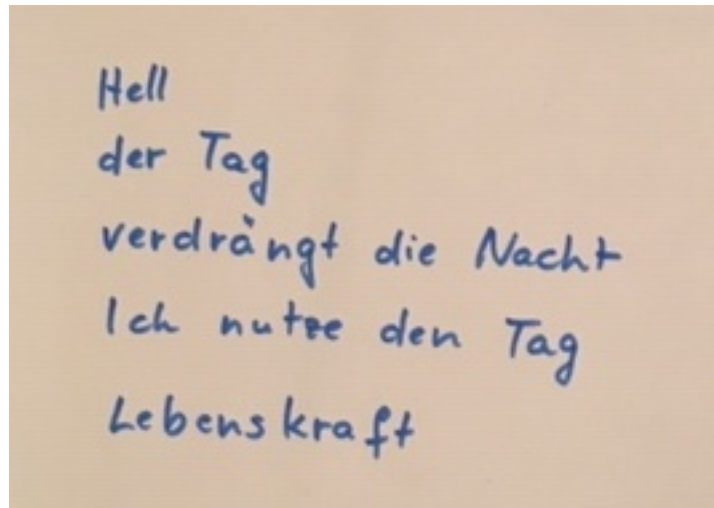 Hell
der Tag
verdrängt die Nacht
Ich nutze den Tag
Lebenskraft